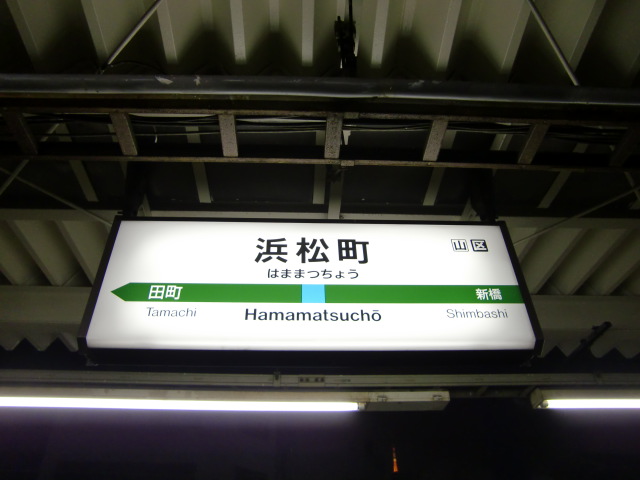 浜松町
山 区
はままつちょう
田町
新橋
Tamachi
Hamamatsuchō
Shimbashi